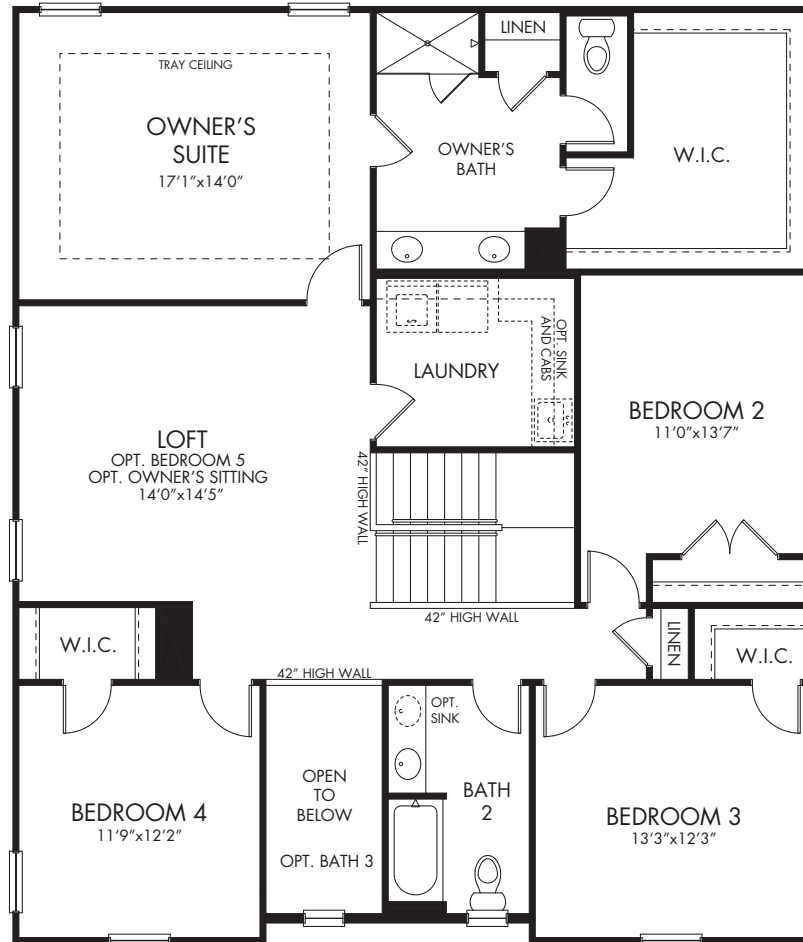 LINEN
TRAY CEILING
OWNER'S
SUITE
17'1"x14'0"
OWNER'S
BATH
W.I.C.
OPT. SINK
AND CABS
LAUNDRY
BEDROOM 2
11'0"x13'7"
LOFT
OPT. BEDROOM 5
OPT. OWNER'S SITTING
14'0"x14'5"
42" HIGH WALL
42" HIGH WALL
W.I.C.
LINEN
W.I.C.
42" HIGH WALL
OPT.
SINK
OPEN
TO
BELOW
OPT. BATH 3
BATH
2
BEDROOM 4
11'9"x12'2"
BEDROOM 3
13'3"x12'3"